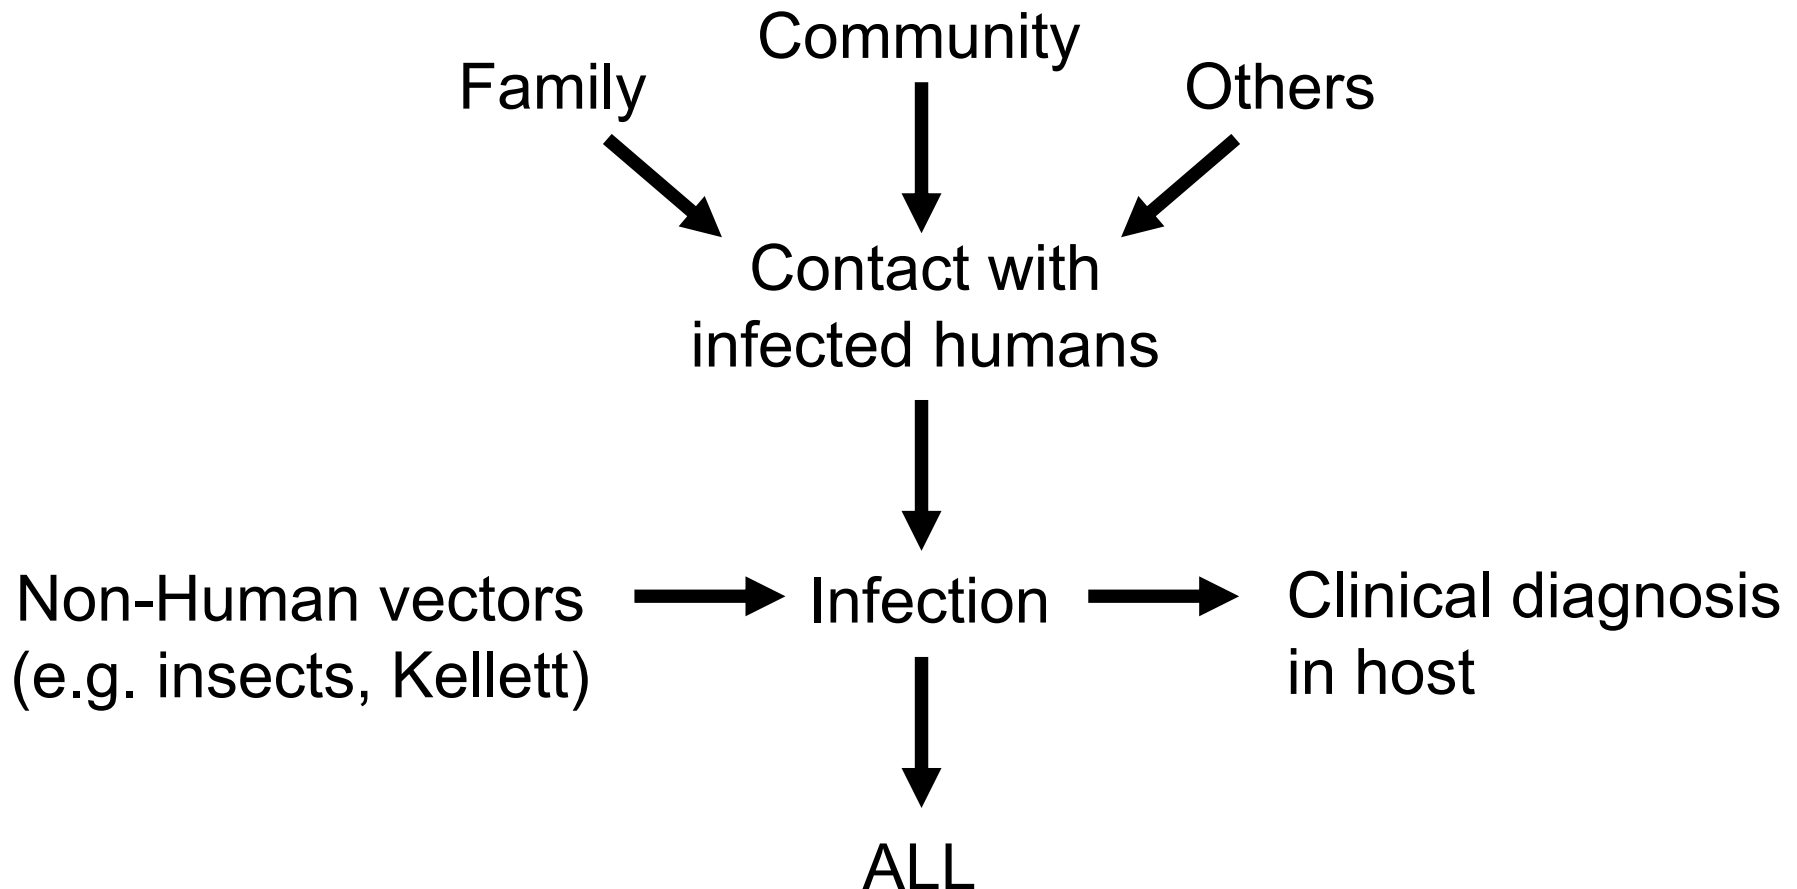 Community
Family
Others
Contact with
infected humans
Non-Human vectors
(e.g. insects, Kellett)
Infection
Clinical diagnosis
in host
ALL